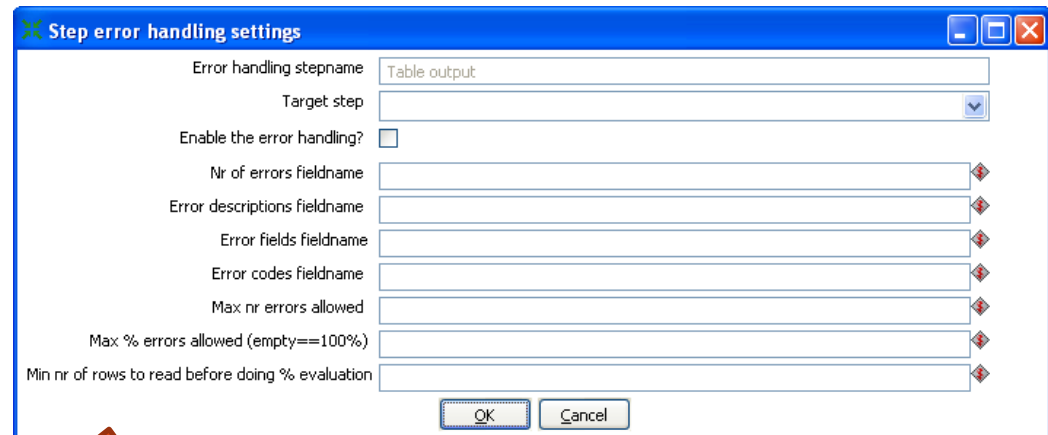 Step error handling settings
Error handling stepname Table output
Target step
Enable the error handling?
Nr of errors fieldname
Error descriptions fieldname
Error fields fieldname
Error codes fieldname
Max nr errors allowed
Max % errors allowed (empty==100%)
Min nr of rows to read before doing % evaluation
OK Cancel